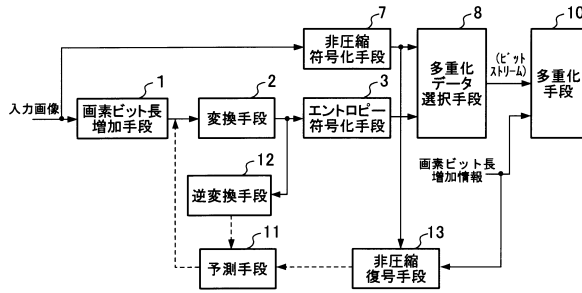 7
8
10
非圧縮
符号化手段
多重化
データ
選択手段
(ビット
ストリーム)
多重化
手段
1
2
3
入力画像
画素ビット長
増加手段
変換手段
エントロピー
符号化手段
12
逆変換手段
画素ビット長
増加情報
11
予測手段
13
非圧縮
復号手段